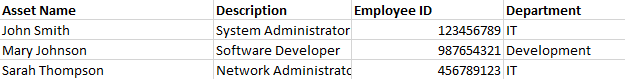 Asset Name Description Employee ID Department
John Smith System Administrator 123456789 IT
Mary Johnson Software Developer 987654321 Development
Sarah Thompson Network Administrato 456789123 IT